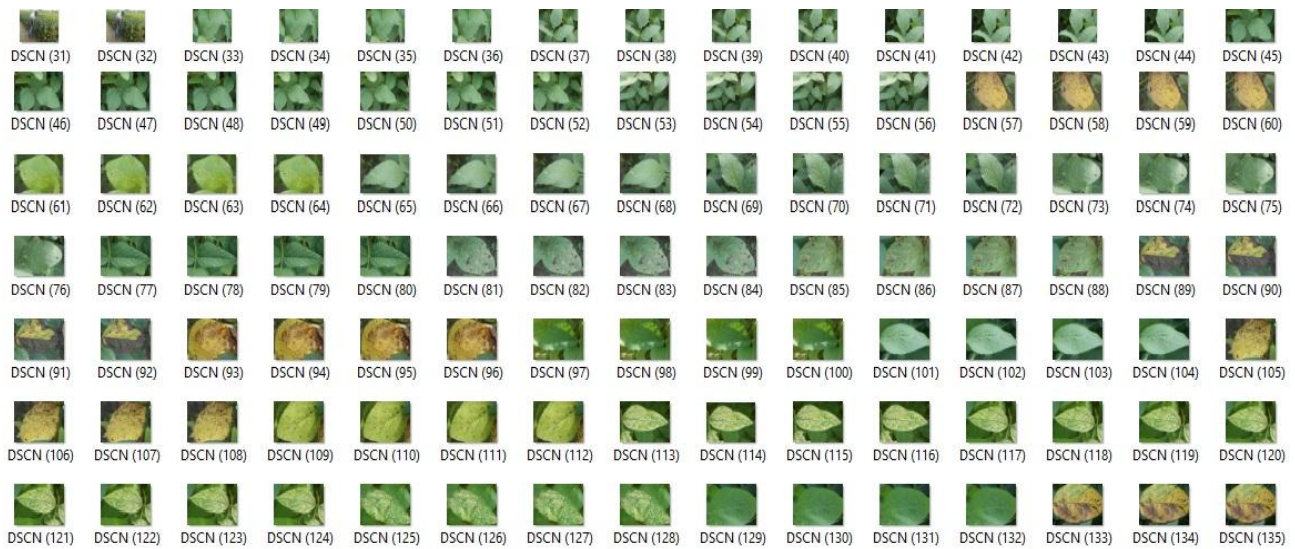 DSCN (31) DSCN (32) DSCN (33) DSCN (34) DSCN (35) DSCN (36) DSCN (37) DSCN (38) DSCN (39) DSCN (40) DSCN (41) DSCN (42) DSCN (43) DSCN (44) DSCN (45)
DSCN (46) DSCN (47) DSCN (48) DSCN (49) DSCN (50) DSCN (51) DSCN (52) DSCN (53) DSCN (54) DSCN (55) DSCN (56) DSCN (57) DSCN (58) DSCN (59) DSCN (60)
DSCN (61) DSCN (62) DSCN (63) DSCN (64) DSCN (65) DSCN (66) DSCN (67) DSCN (68) DSCN (69) DSCN (70) DSCN (71) DSCN (72) DSCN (73) DSCN (74) DSCN (75)
DSCN (76) DSCN (77) DSCN (78) DSCN (79) DSCN (80) DSCN (81) DSCN (82) DSCN (83) DSCN (84) DSCN (85) DSCN (86) DSCN (87) DSCN (88) DSCN (89) DSCN (90)
DSCN (91) DSCN (92) DSCN (93) DSCN (94) DSCN (95) DSCN (96) DSCN (97) DSCN (98) DSCN (99) DSCN (100) DSCN (101) DSCN (102) DSCN (103) DSCN (104) DSCN (105)
DSCN (106) DSCN (107) DSCN (108) DSCN (109) DSCN (110) DSCN (111) DSCN (112) DSCN (113) DSCN (114) DSCN (115) DSCN (116) DSCN (117) DSCN (118) DSCN (119) DSCN (120)
DSCN (121) DSCN (122) DSCN (123) DSCN (124) DSCN (125) DSCN (126) DSCN (127) DSCN (128) DSCN (129) DSCN (130) DSCN (131) DSCN (132) DSCN (133) DSCN (134) DSCN (135)